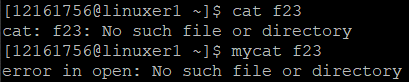 [12161756@linuxer1 ~]$ cat f23
cat: f23: No such file or directory
[12161756@linuxer1 ~]$ mycat f23
error in open: No such file or directory